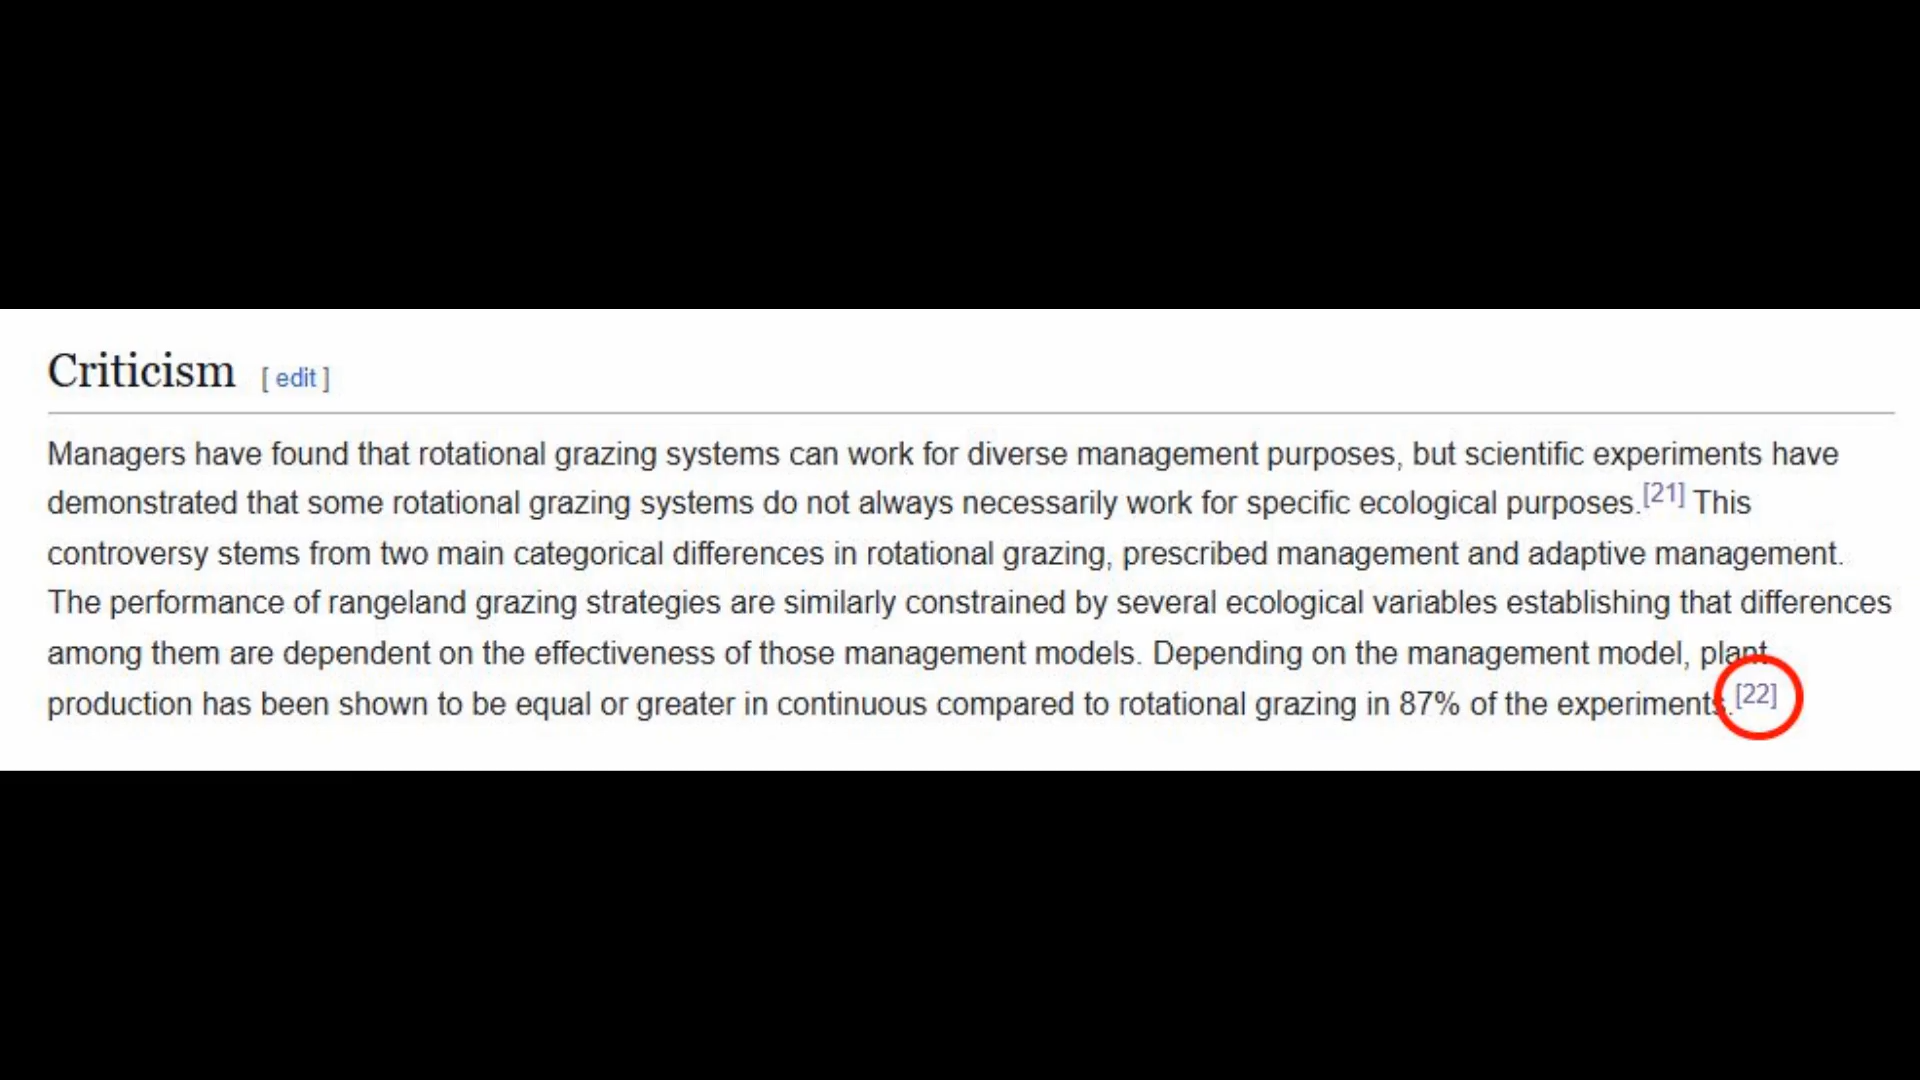 Criticism [ edit ]
Managers have found that rotational grazing systems can work for diverse management purposes, but scientific experiments have
demonstrated that some rotational grazing systems do not always necessarily work for specific ecological purposes.[21] This
controversy stems from two main categorical differences in rotational grazing, prescribed management and adaptive management.
The performance of rangeland grazing strategies are similarly constrained by several ecological variables establishing that differences
among them are dependent on the effectiveness of those management models. Depending on the management model, plant
production has been shown to be equal or greater in continuous compared to rotational grazing in 87% of the experiments.[22]